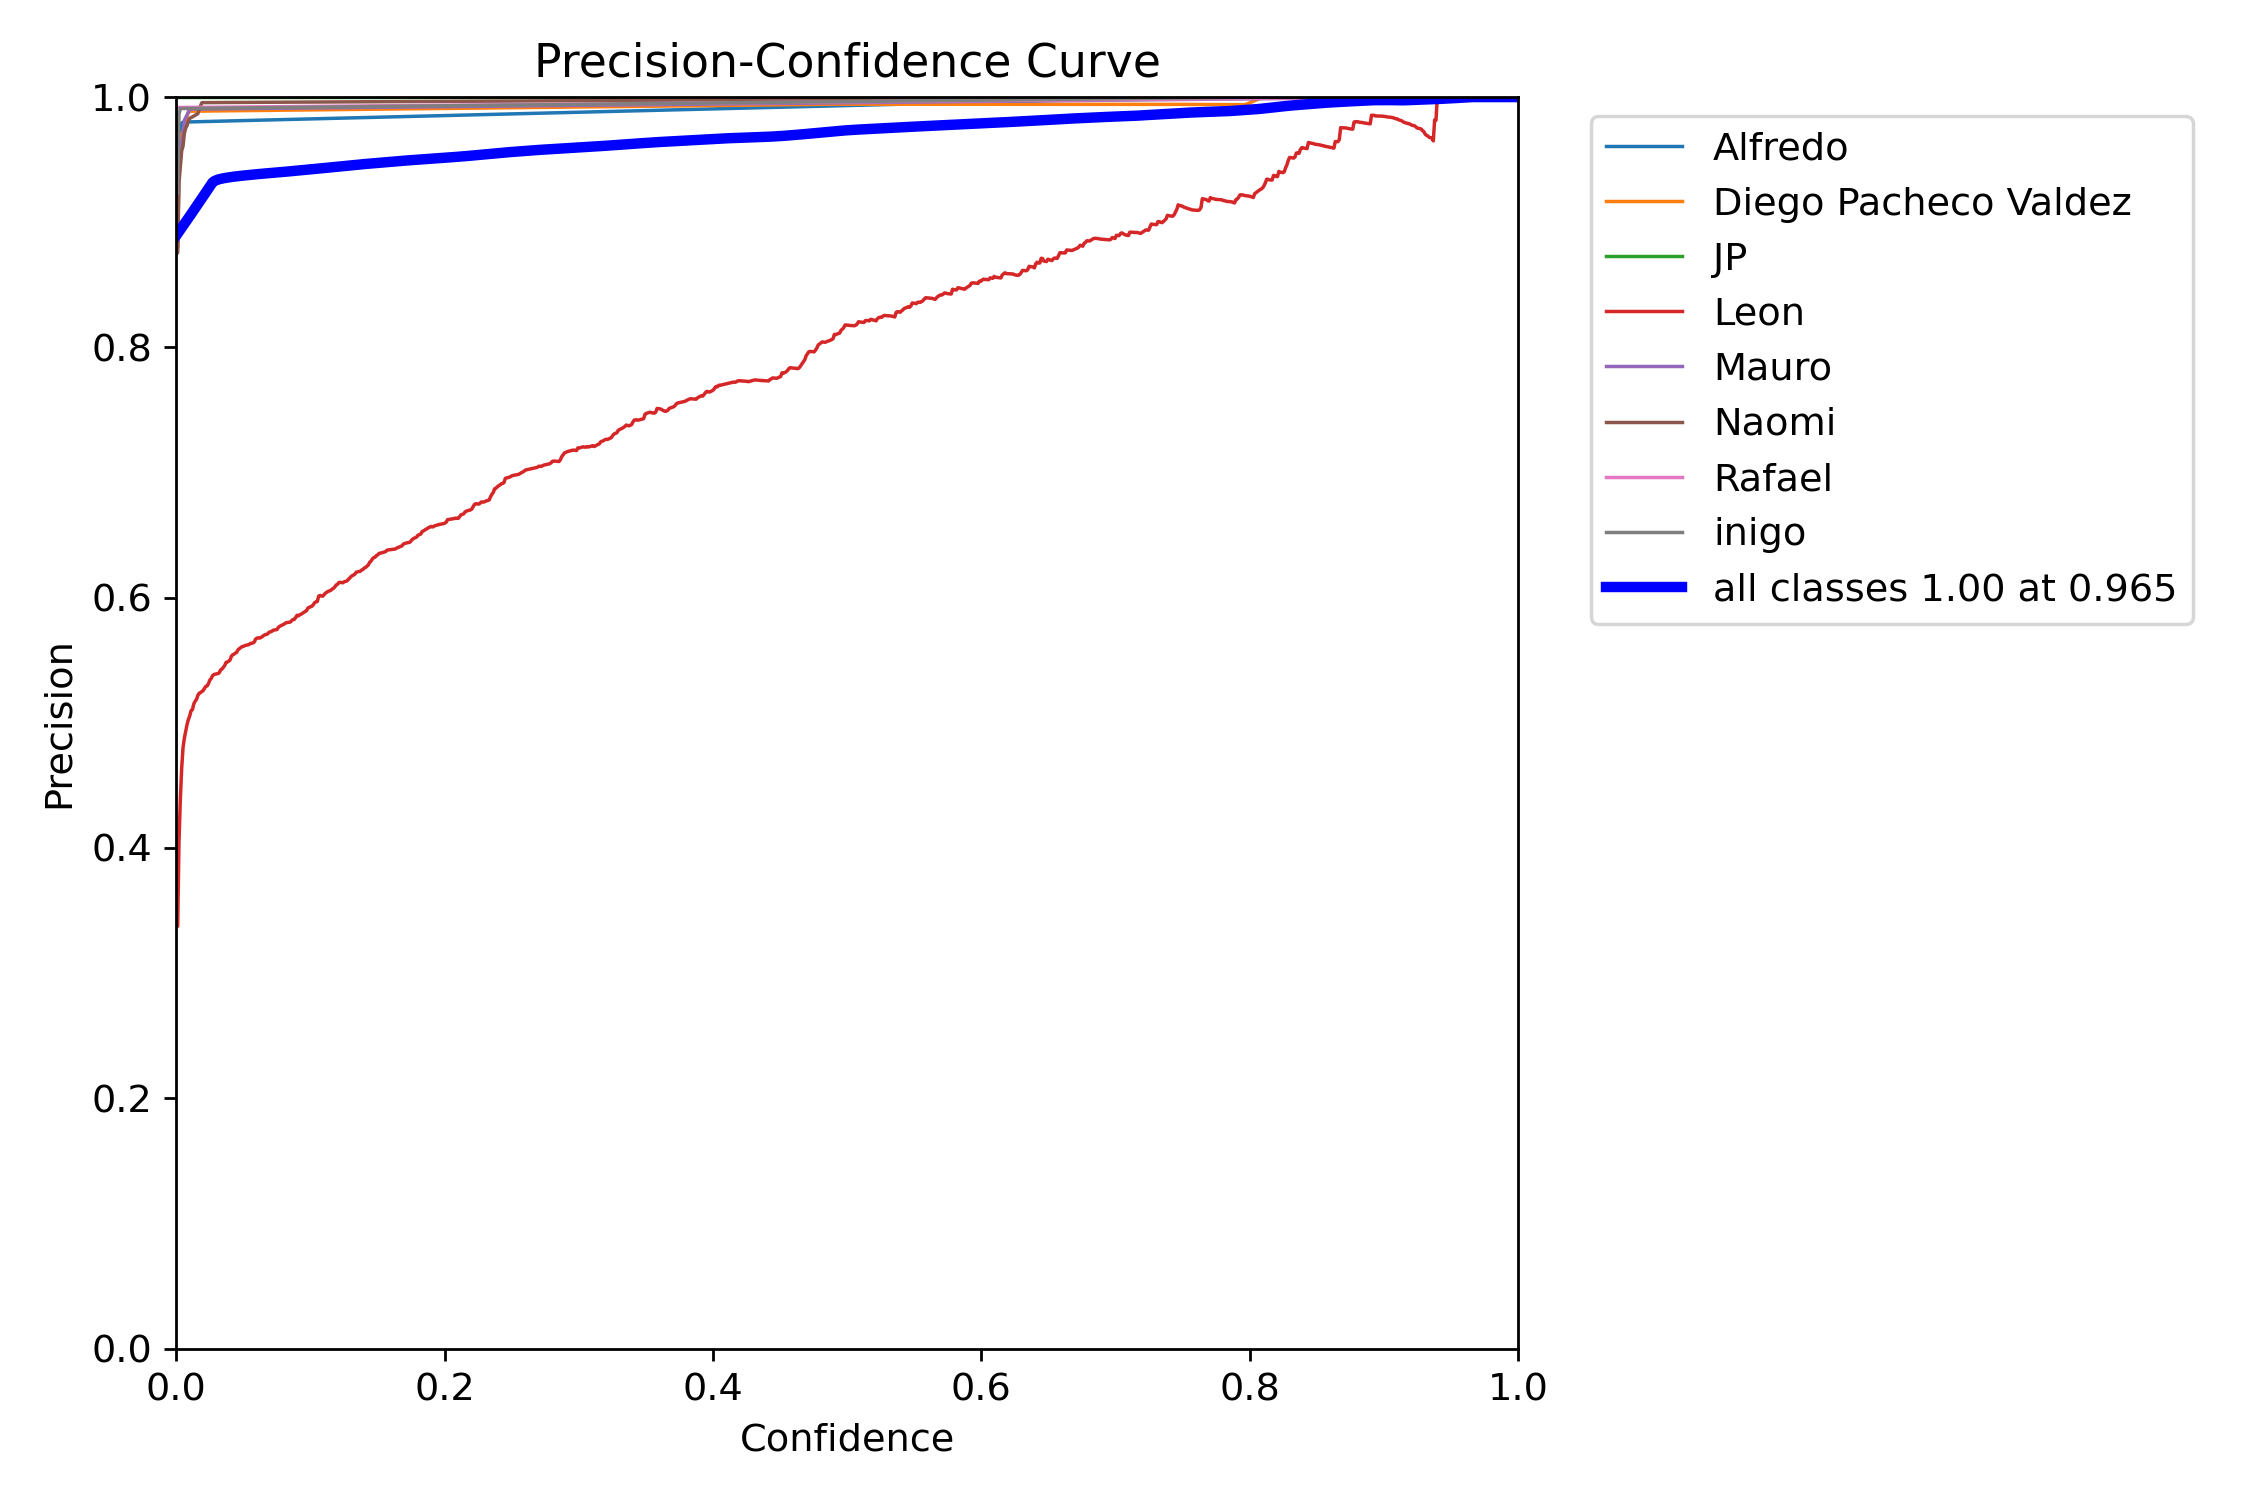 Precision-Confidence Curve
1.0
0.8
0.6
0.4
0.2
0.0
Precision
0.0 0.2 0.4 0.6 0.8 1.0
Confidence
Alfredo
Diego Pacheco Valdez
JP
Leon
Mauro
Naomi
Rafael
inigo
all classes 1.00 at 0.965